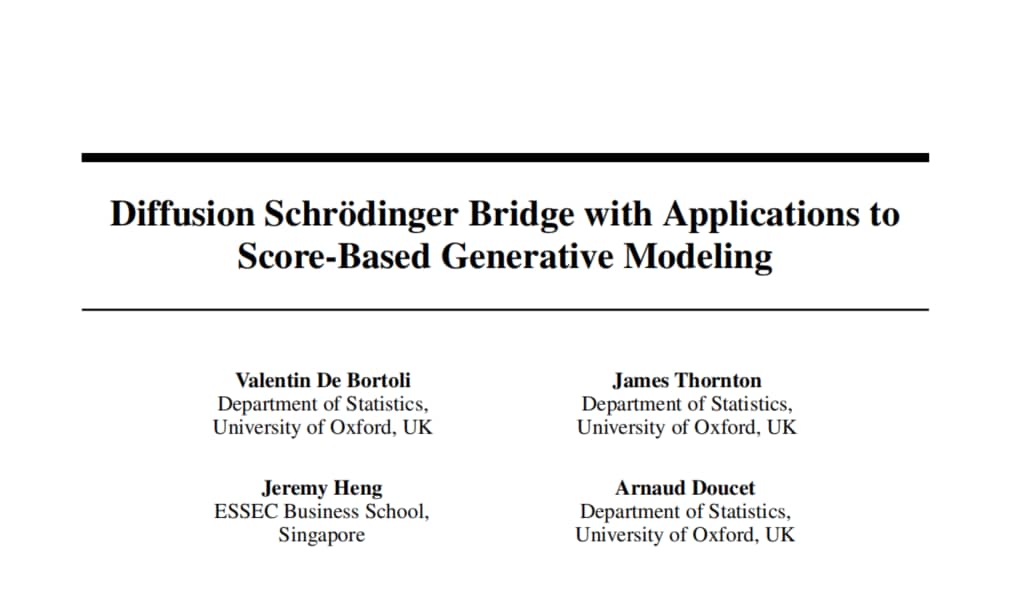 Diffusion Schrödinger Bridge with Applications to
Score-Based Generative Modeling
Valentin De Bortoli
Department of Statistics,
University of Oxford, UK
James Thornton
Department of Statistics,
University of Oxford, UK
Jeremy Heng
ESSEC Business School,
Singapore
Arnaud Doucet
Department of Statistics,
University of Oxford, UK